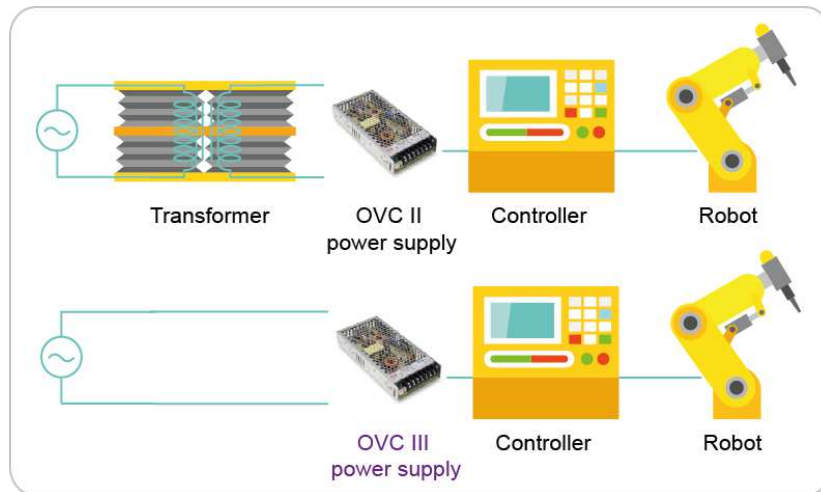 Transformer
OVC II
power supply
Controller
Robot
OVC III
power supply
Controller
Robot